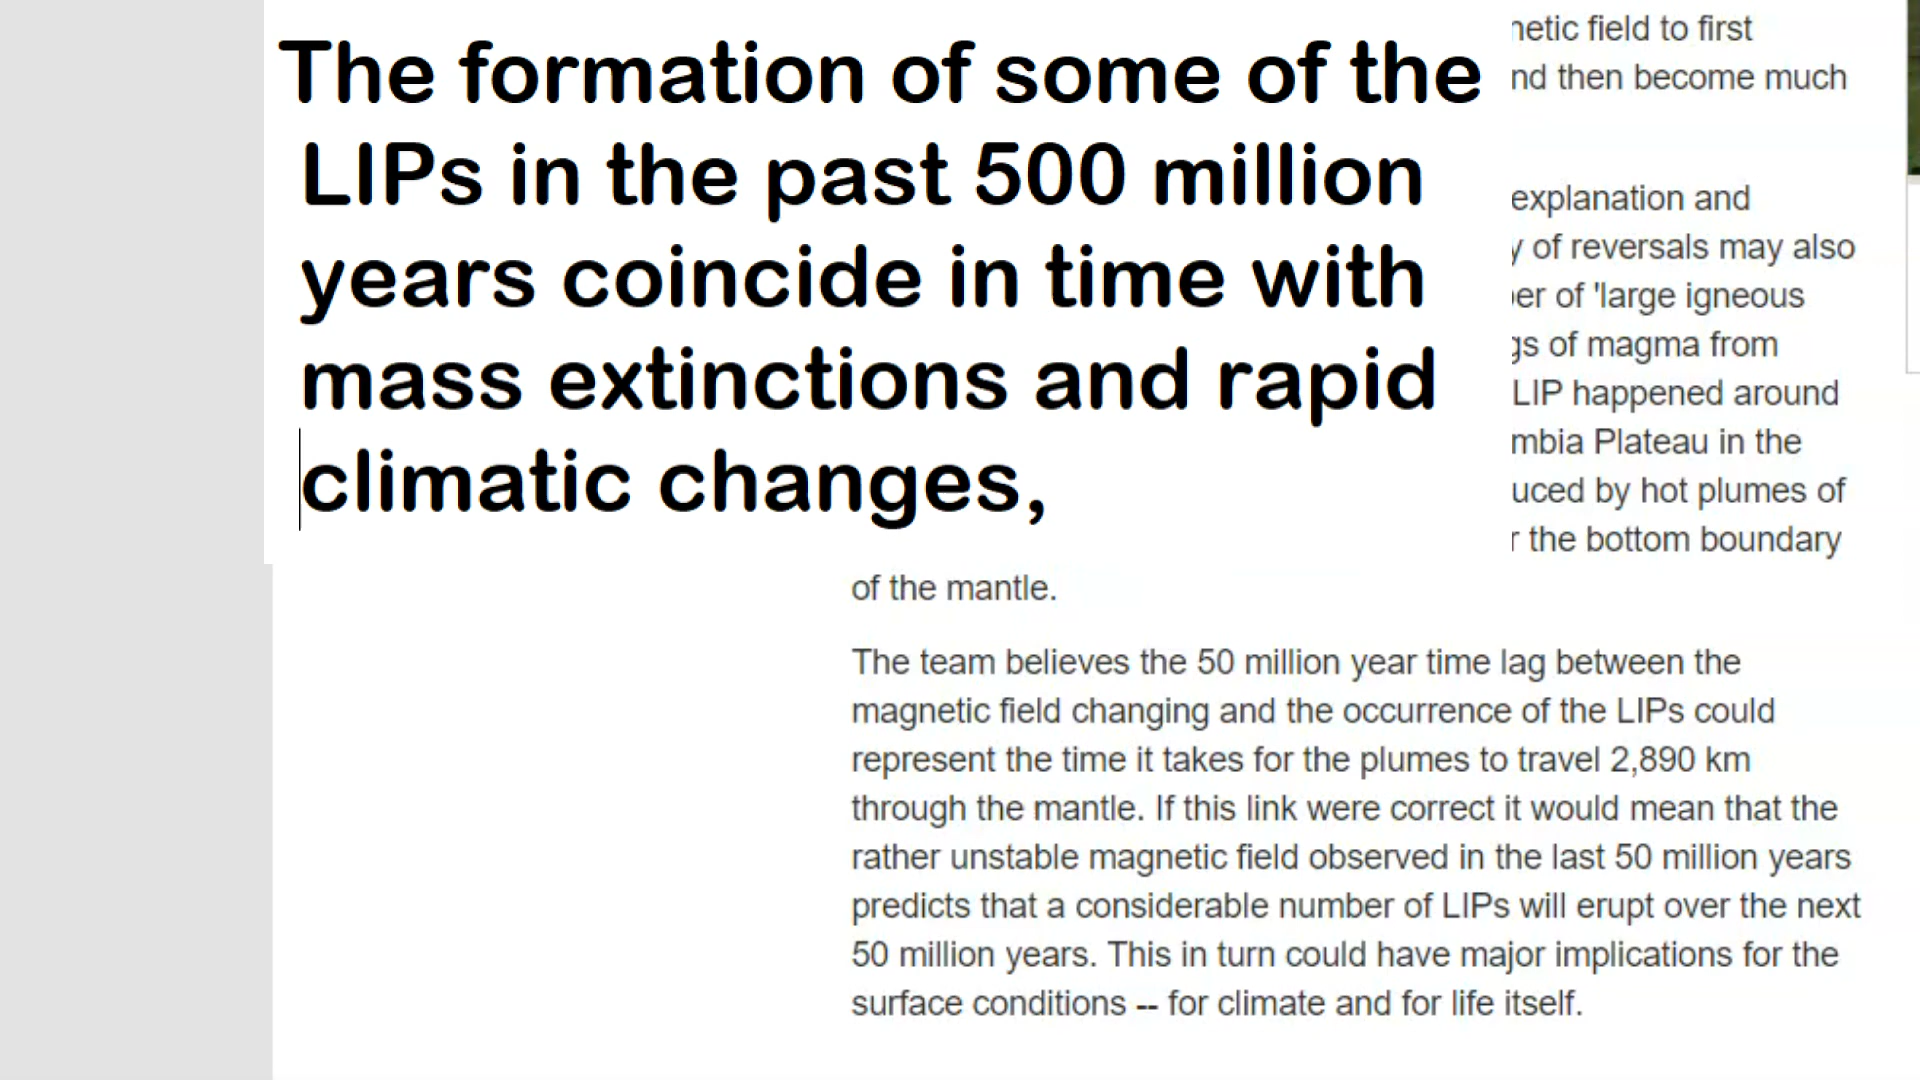 The formation of some of the
LIPs in the past 500 million
years coincide in time with
mass extinctions and rapid
climatic changes,
field to first
then become much
explanation and
of reversals may also
of 'large igneous
of magma from
LIP happened around
Plateau in the
by hot plumes of
the bottom boundary
of the mantle.
The team believes the 50 million year time lag between the
magnetic field changing and the occurrence of the LIPs could
represent the time it takes for the plumes to travel 2,890 km
through the mantle. If this link were correct it would mean that the
rather unstable magnetic field observed in the last 50 million years
predicts that a considerable number of LIPs will erupt over the next
50 million years. This in turn could have major implications for the
surface conditions -- for climate and for life itself.